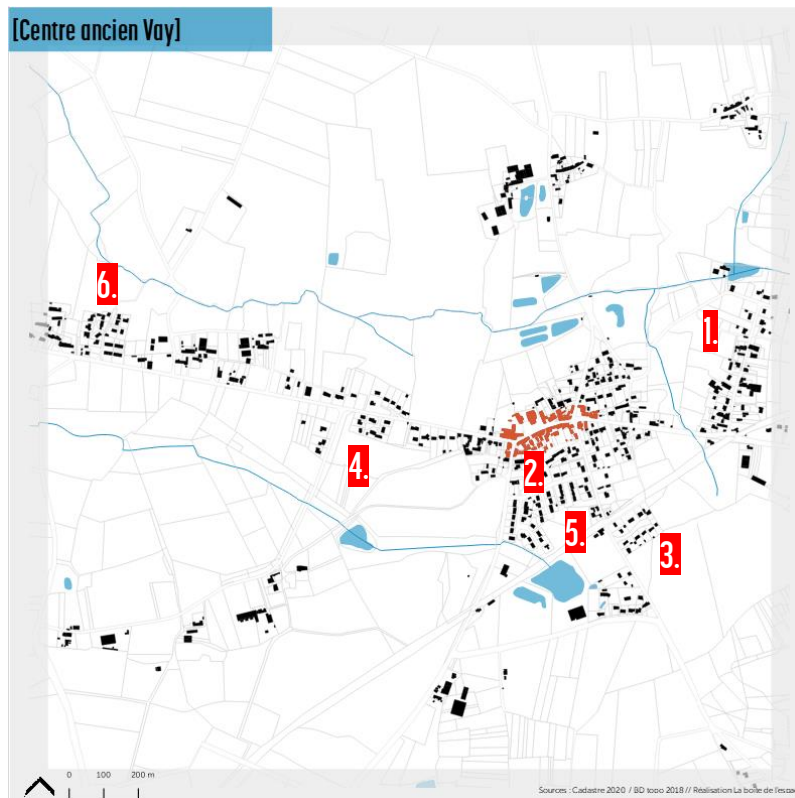 [Centre ancien Vay]
6.
1.
4.
2.
5.
3.
0 100 200 m
Sources : Cadastre 2020 / BD topo 2018 // Réalisation La boite de l'espa